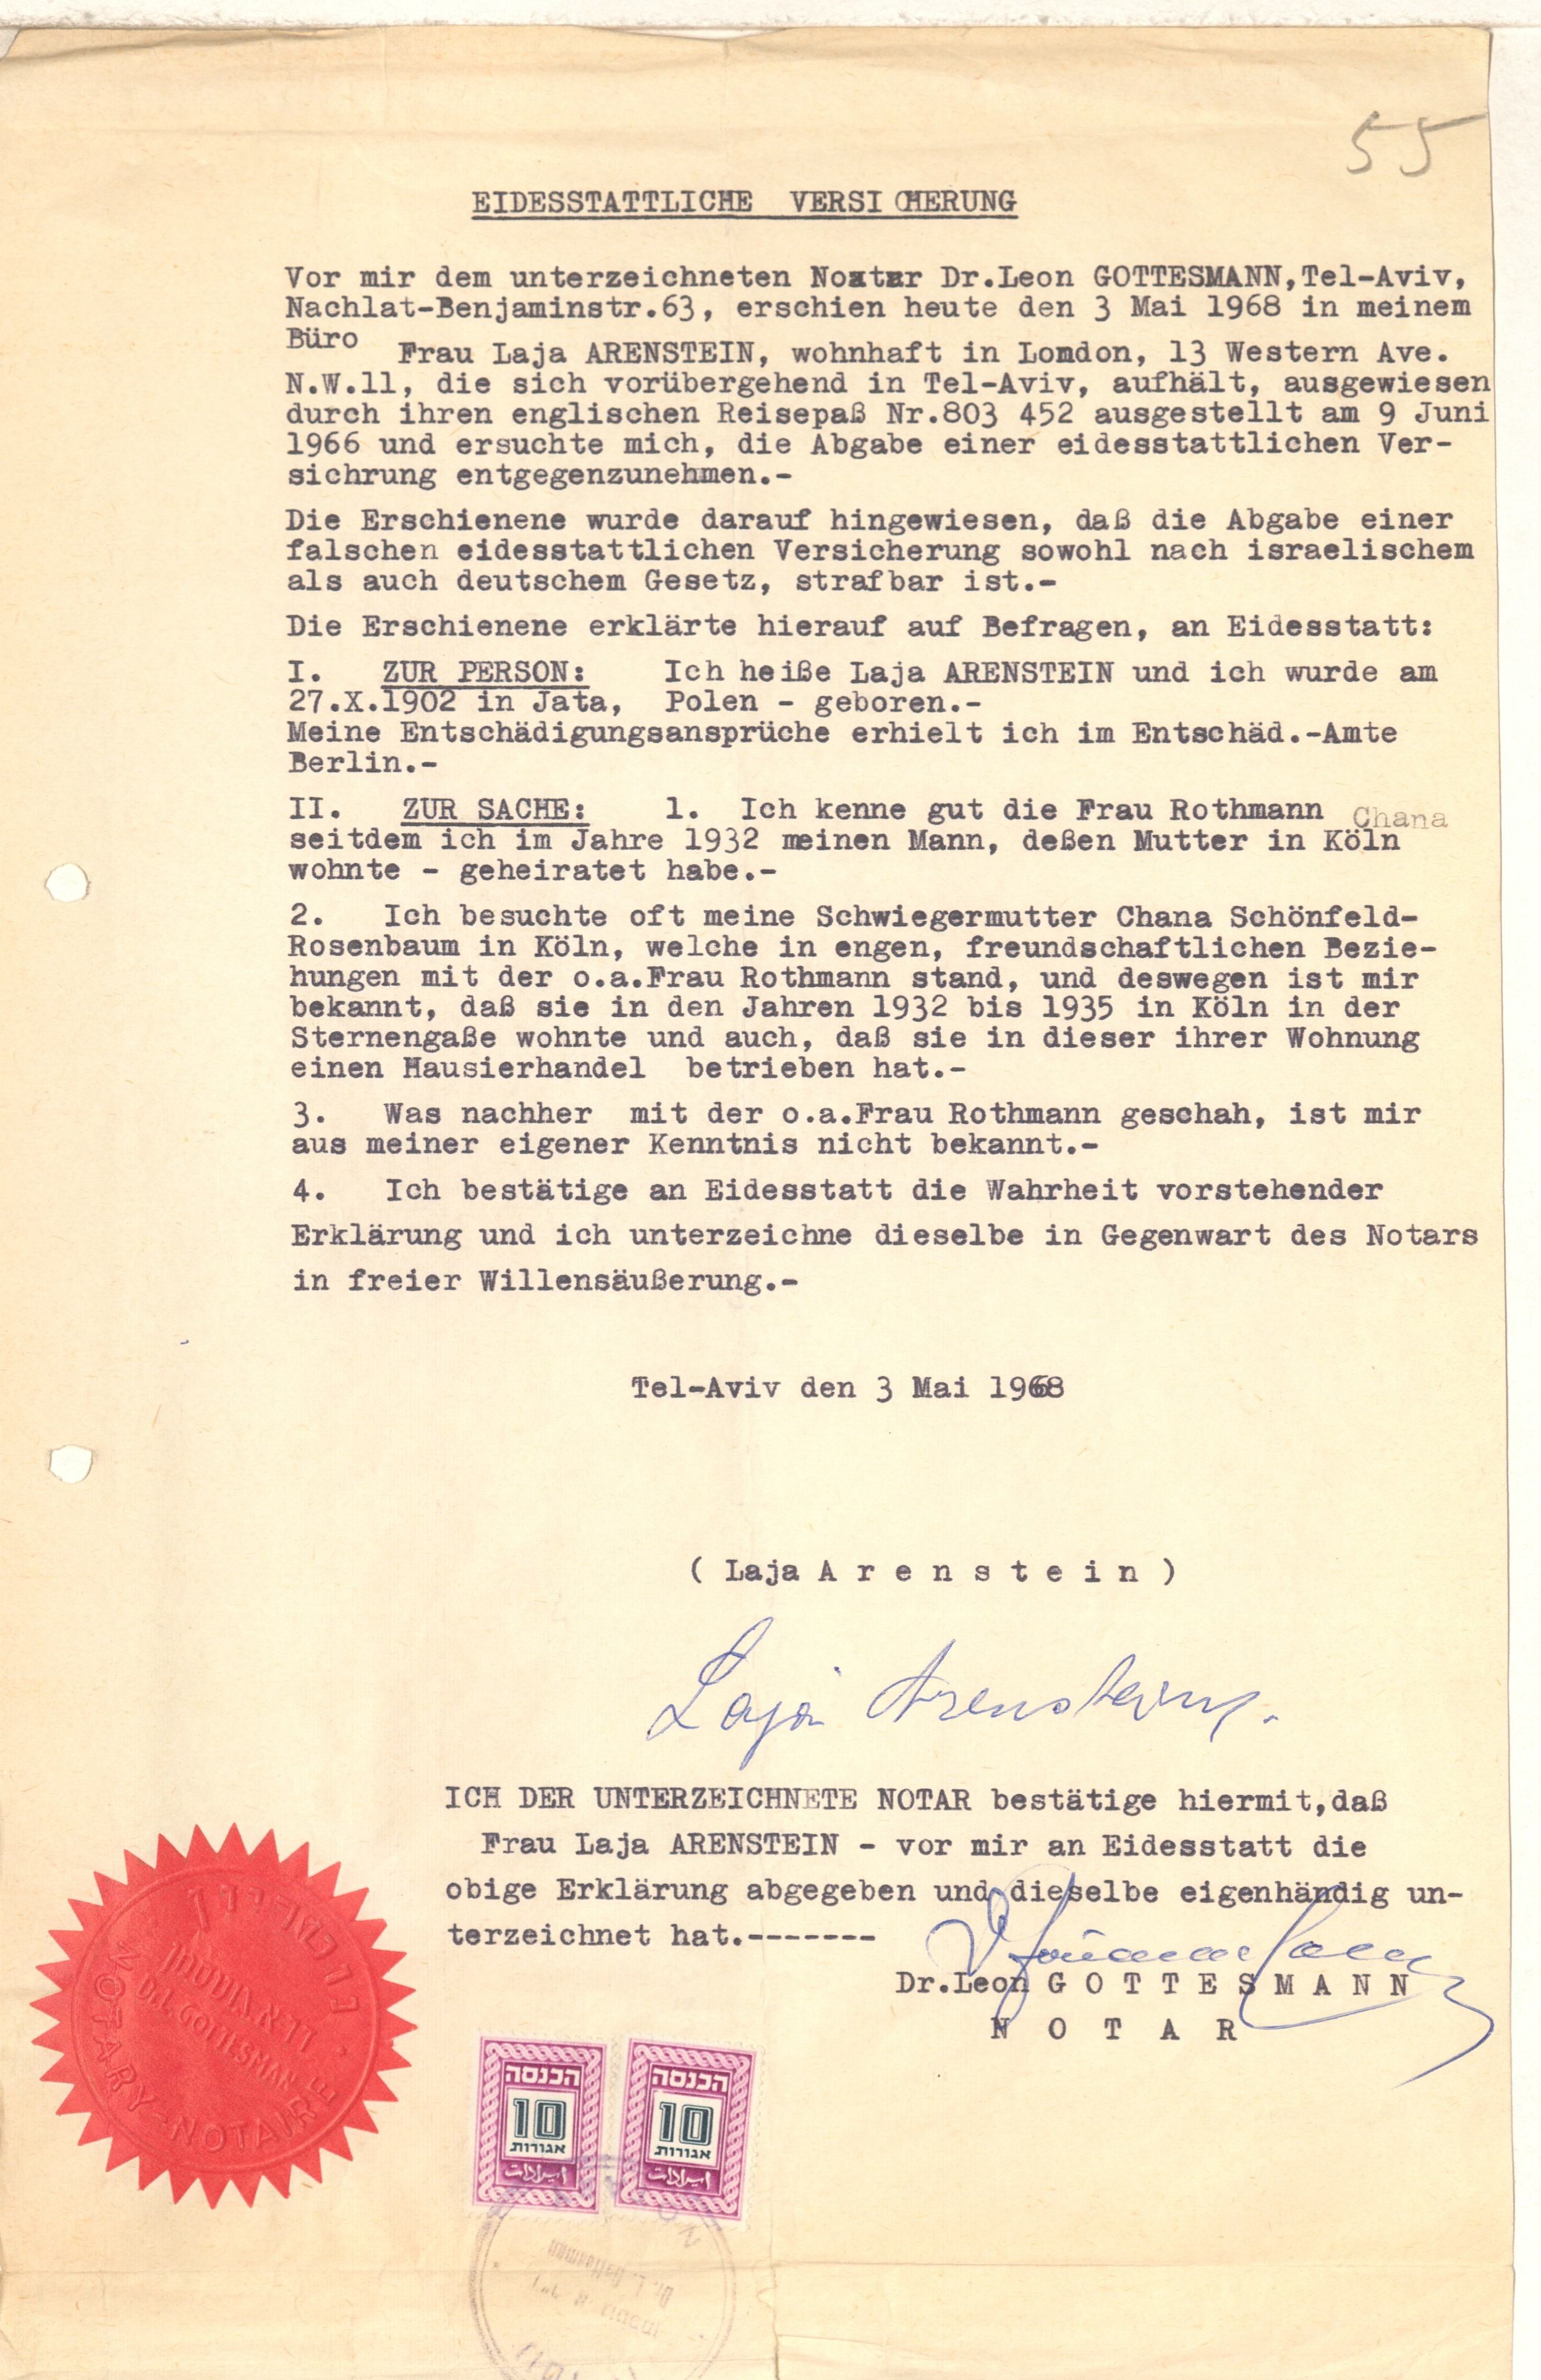 55
EIDESSTATTLICHE VERSICHERUNG
Vor mir dem unterzeichneten Notar Dr.Leon GOTTESMANN,Tel-Aviv,
Nachlat-Benjaminstr.63, erschien heute den 3 Mai 1968 in meinem
Büro
Frau Laja ARENSTEIN, wohnhaft in London, 13 Western Ave.
N.W.11, die sich vorübergehend in Tel-Aviv, aufhält, ausgewiesen
durch ihren englischen Reisepaß Nr.803 452 ausgestellt am 9 Juni
1966 und ersuchte mich, die Abgabe einer eidesstattlichen Ver-
sichrung entgegenzunehmen.-
Die Erschienene wurde darauf hingewiesen, daß die Abgabe einer
falschen eidesstattlichen Versicherung sowohl nach israelischem
als auch deutschem Gesetz, strafbar ist.-
Die Erschienene erklärte hierauf auf Befragen, an Eidesstatt:
I. ZUR PERSON: Ich heiße Laja ARENSTEIN und ich wurde am
27.X.1902 in Jata, Polen - geboren.-
Meine Entschädigungsansprüche erhielt ich im Entschäd.-Amte
Berlin.-
II. ZUR SACHE: 1. Ich kenne gut die Frau Rothmann Chana
seitdem ich im Jahre 1932 meinen Mann, deßen Mutter in Köln
wohnte - geheiratet habe.-
2. Ich besuchte oft meine Schwiegermutter Chana Schönfeld-
Rosenbaum in Köln, welche in engen, freundschaftlichen Bezie-
hungen mit der o.a.Frau Rothmann stand, und deswegen ist mir
bekannt, daß sie in den Jahren 1932 bis 1935 in Köln in der
Sternengaße wohnte und auch, daß sie in dieser ihrer Wohnung
einen Hausierhandel betrieben hat.-
3. Was nachher mit der o.a.Frau Rothmann geschah, ist mir
aus meiner eigener Kenntnis nicht bekannt.-
4. Ich bestätige an Eidesstatt die Wahrheit vorstehender
Erklärung und ich unterzeichne dieselbe in Gegenwart des Notars
in freier Willensäußerung.-
Tel-Aviv den 3 Mai 1968
( Laja A r e n s t e i n )
Laja Arenstein
ICH DER UNTERZEICHNETE NOTAR bestätige hiermit,daß
Frau Laja ARENSTEIN - vor mir an Eidesstatt die
obige Erklärung abgegeben und dieselbe eigenhändig un-
terzeichnet hat.-------
Dr.Leon G O T T E S M A N N
N O T A R
D.L.GOTTESMAN
NOTARY-NOTAIRE
הכנסה
10
אגורות
ايرادات
הכנסה
10
אגורות
ايرادات
Dr. L. Gottesman